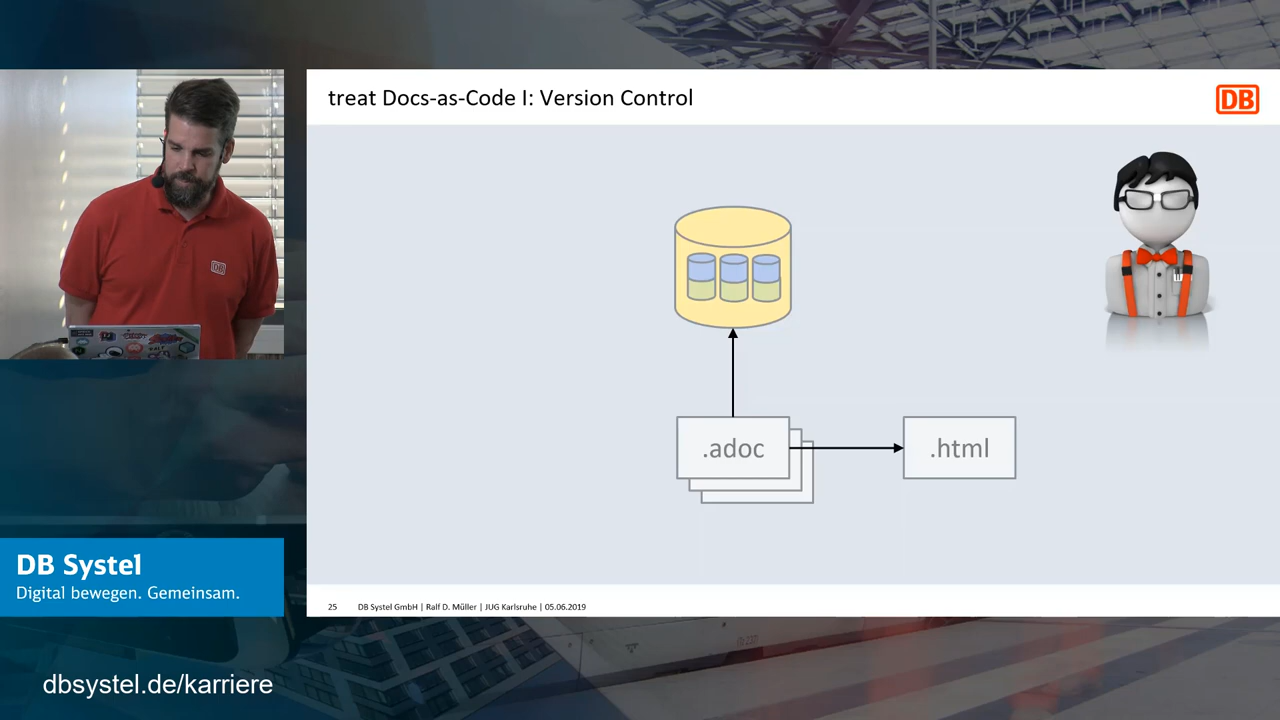 treat Docs-as-Code I: Version Control
DB
DB
.adoc
.html
DB Systel
Digital bewegen. Gemeinsam.
25 DB Systel GmbH | Ralf D. Müller | JUG Karlsruhe | 05.06.2019
dbsystel.de/karriere